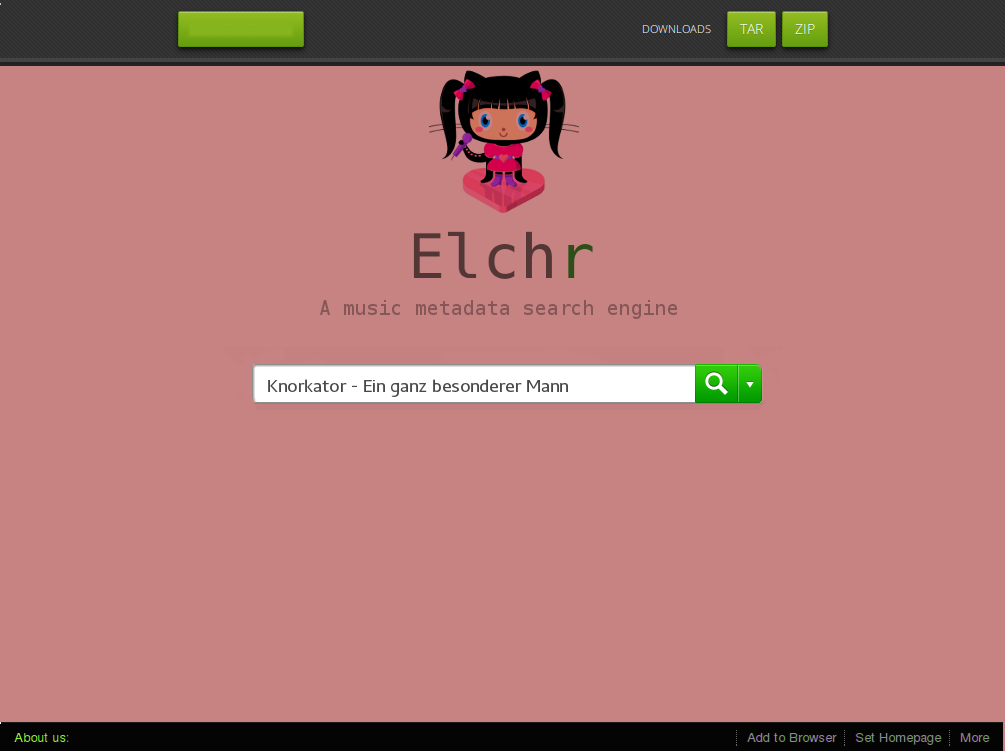 DOWNLOADS TAR ZIP
Elchr
A music metadata search engine
Knorkator - Ein ganz besonderer Mann
About us: Add to Browser Set Homepage More